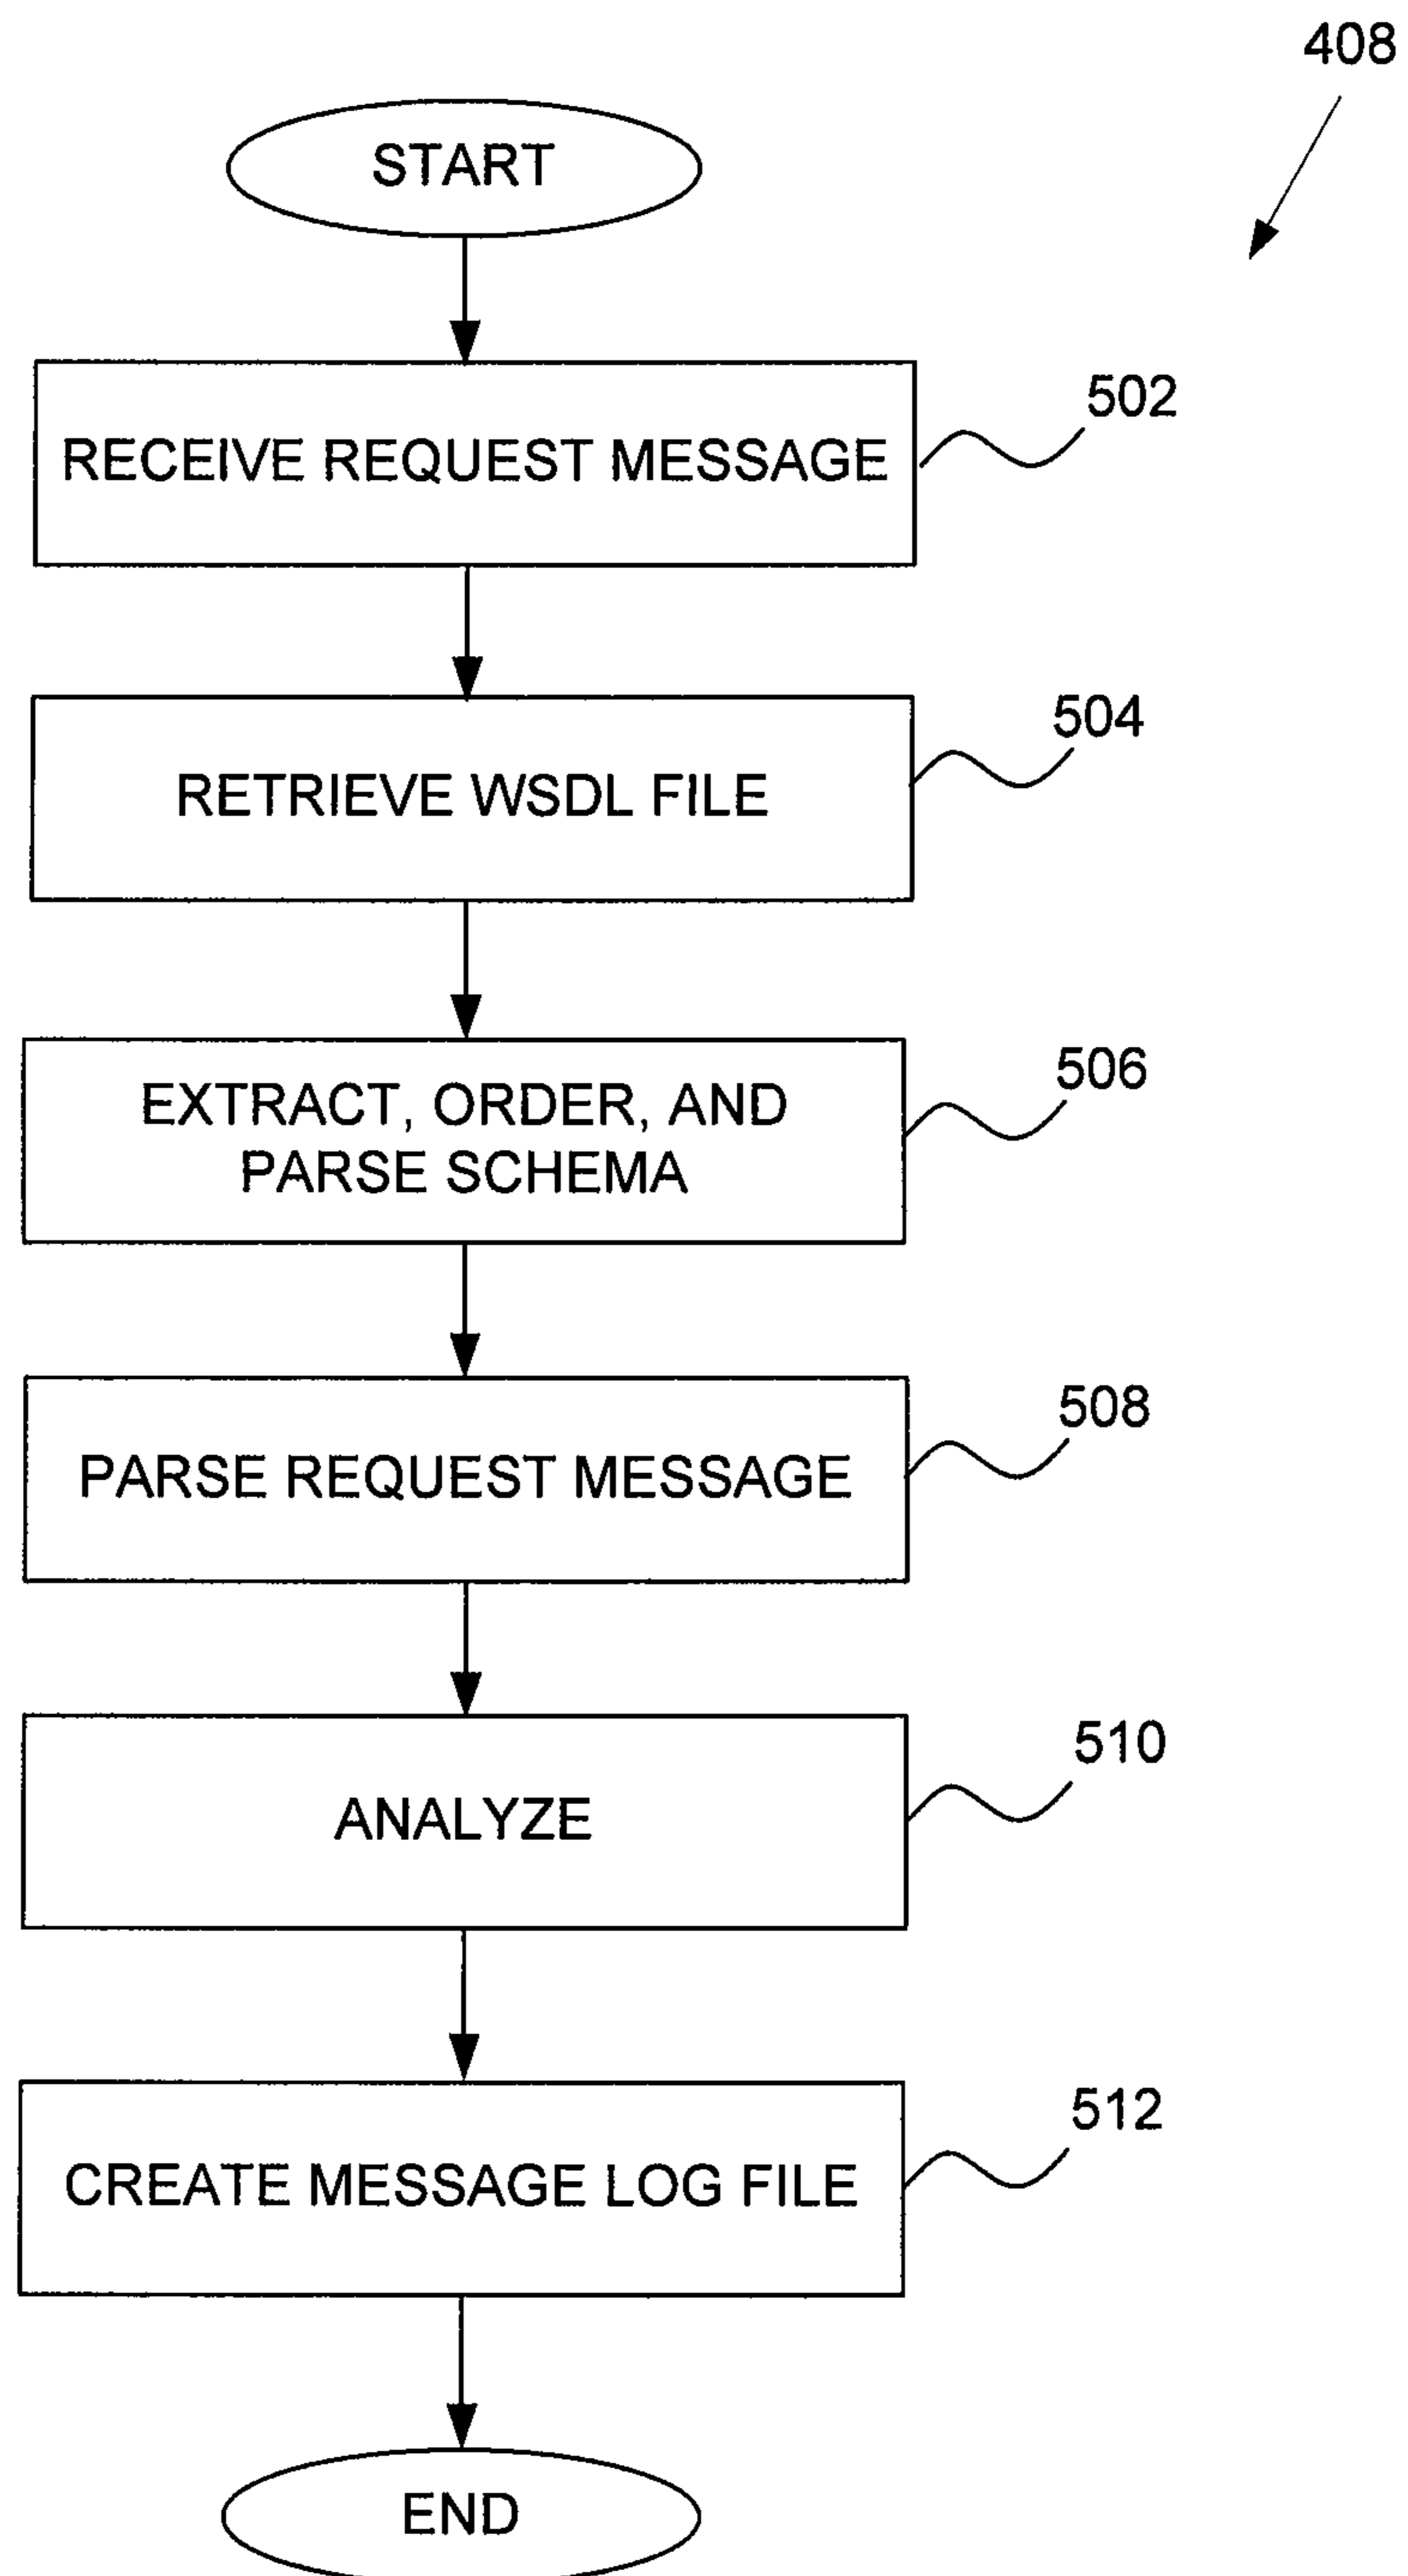 408
START
502
RECEIVE REQUEST MESSAGE
504
RETRIEVE WSDL FILE
506
EXTRACT, ORDER, AND
PARSE SCHEMA
508
PARSE REQUEST MESSAGE
510
ANALYZE
512
CREATE MESSAGE LOG FILE
END